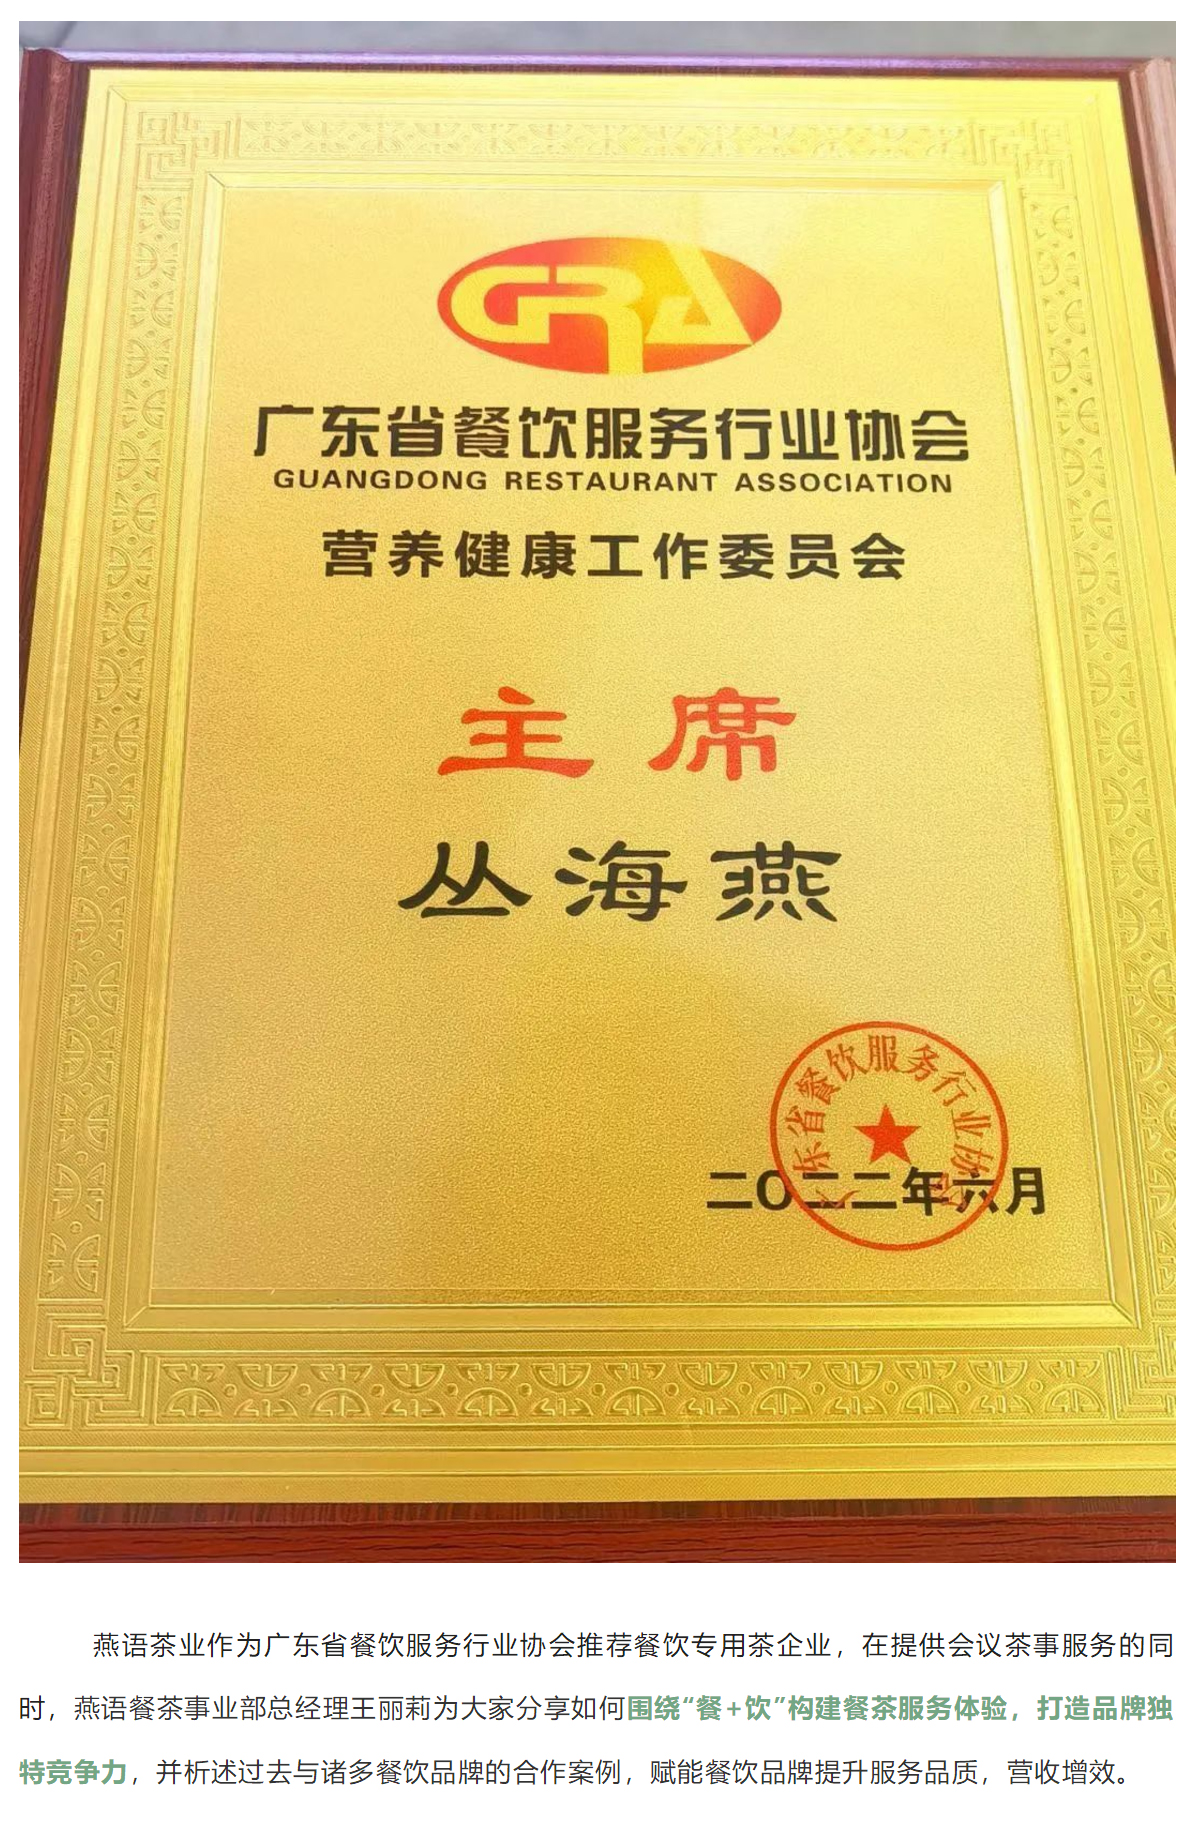 GRA
广东省餐饮服务行业协会
GUANGDONG RESTAURANT ASSOCIATION
营养健康工作委员会
主席
丛海燕
广东省餐饮服务行业协会
二〇二二年六月
燕语茶业作为广东省餐饮服务行业协会推荐餐饮专用茶企业，在提供会议茶事服务的同
时，燕语餐茶事业部总经理王丽莉为大家分享如何围绕“餐+饮”构建餐茶服务体验，打造品牌独
特竞争力，并析述过去与诸多餐饮品牌的合作案例，赋能餐饮品牌提升服务品质，营收增效。